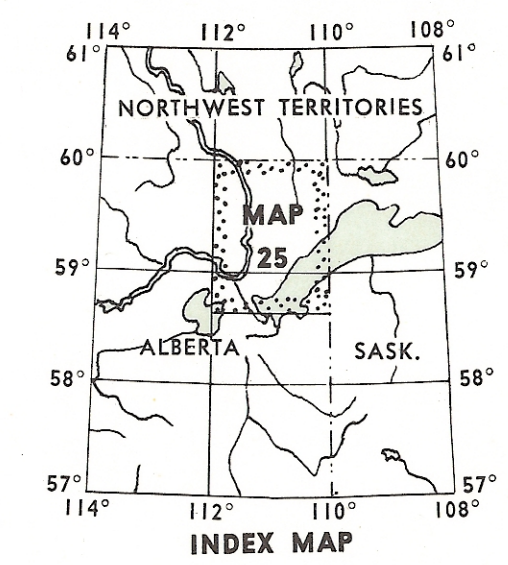 114° 112° 110° 108°
61° 61°
NORTHWEST TERRITORIES
60° 60°
MAP
25
59° 59°
ALBERTA SASK.
58° 58°
57° 57°
114° 112° 110° 108°
INDEX MAP